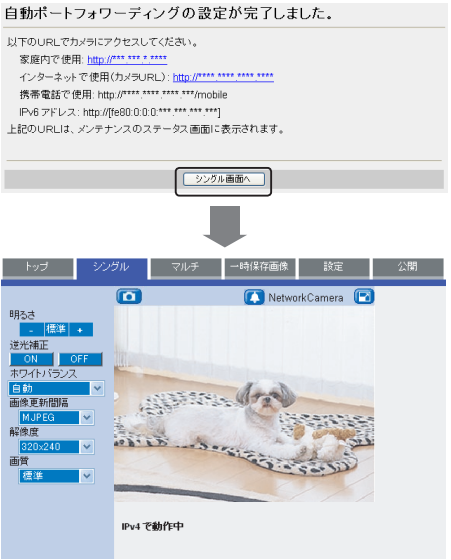 自動ポートフォワーディングの設定が完了しました。
以下のURLでカメラにアクセスしてください。
家庭内で使用: http://***.***.*.****
インターネットで使用(カメラURL): http://****.****.****.****
携帯電話で使用: http://****.****.****.***/mobile
IPv6 アドレス: http://[fe80:0:0:0:***.***.***.***]
上記のURLは、メンテナンスのステータス画面に表示されます。
シングル画面へ
トップ シングル マルチ 一時保存画像 設定 公開
NetworkCamera
明るさ
- 標準 +
逆光補正
ON OFF
ホワイトバランス
自動
画像更新間隔
MJPEG
解像度
320x240
画質
標準
IPv4 で動作中